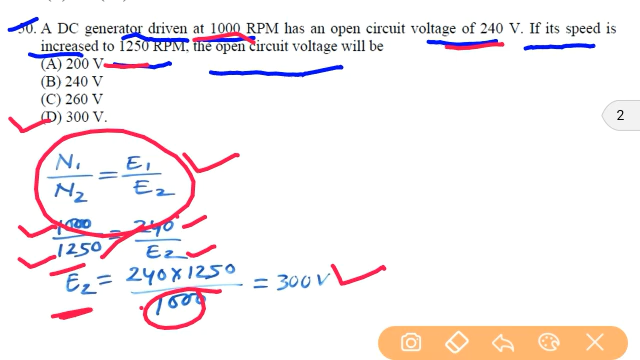 30. A DC generator driven at 1000 RPM has an open circuit voltage of 240 V. If its speed is
increased to 1250 RPM, the open circuit voltage will be
(A) 200 V
(B) 240 V
(C) 260 V
(D) 300 V.
2
N₁/N₂ = E₁/E₂
1000/1250 = 240/E₂
E₂ = 240×1250/1000 = 300V